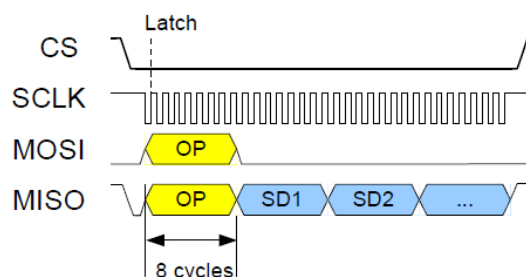 Latch
CS
SCLK
MOSI OP
MISO OP SD1 SD2 ...
8 cycles